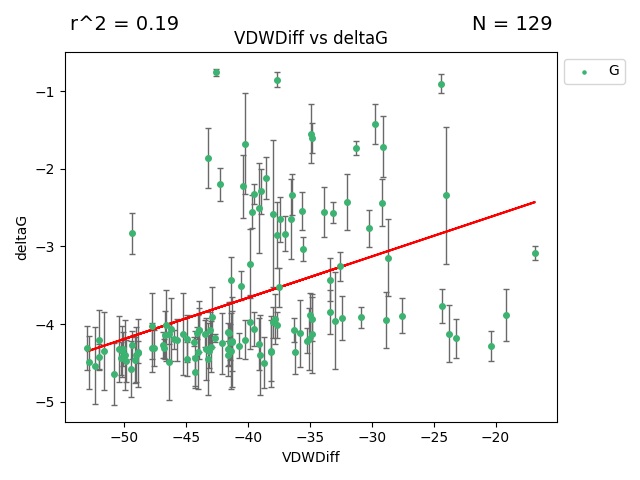 r^2 = 0.19
N = 129
VDWDiff vs deltaG
G
−1
−2
−3
−4
−5
deltaG
−50
−45
−40
−35
−30
−25
−20
VDWDiff